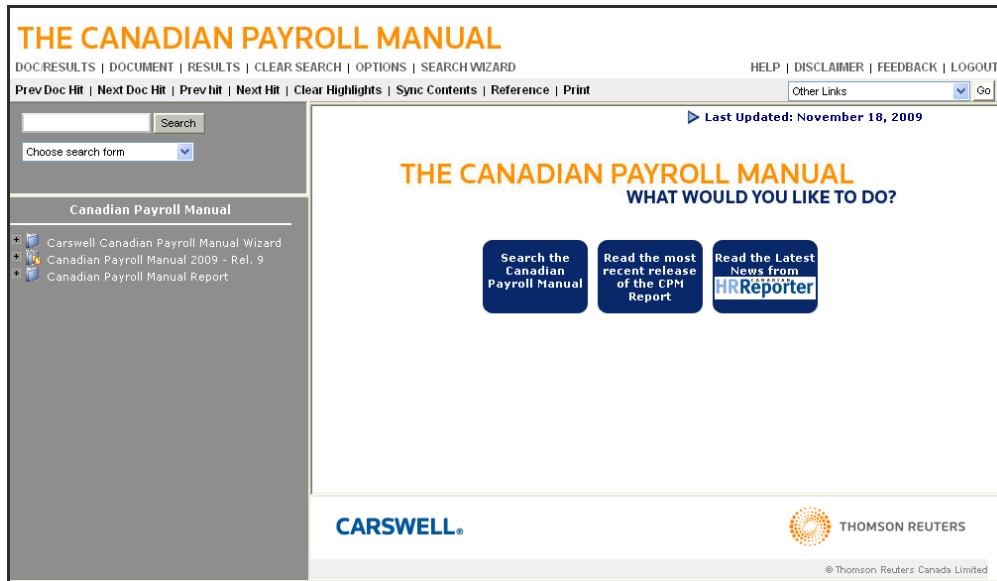 THE CANADIAN PAYROLL MANUAL
DOC/RESULTS | DOCUMENT | RESULTS | CLEAR SEARCH | OPTIONS | SEARCH WIZARD
HELP | DISCLAIMER | FEEDBACK | LOGOUT
Prev Doc Hit | Next Doc Hit | Prev hit | Next Hit | Clear Highlights | Sync Contents | Reference | Print
Other Links
Go
Search
Choose search form
Canadian Payroll Manual
Carswell Canadian Payroll Manual Wizard
Canadian Payroll Manual 2009 - Rel. 9
Canadian Payroll Manual Report
Last Updated: November 18, 2009
THE CANADIAN PAYROLL MANUAL
WHAT WOULD YOU LIKE TO DO?
Search the
Canadian
Payroll Manual
Read the most
recent release
of the CPM
Report
Read the Latest
News from
CANADIAN
HRReporter
CARSWELL®
THOMSON REUTERS
© Thomson Reuters Canada Limited